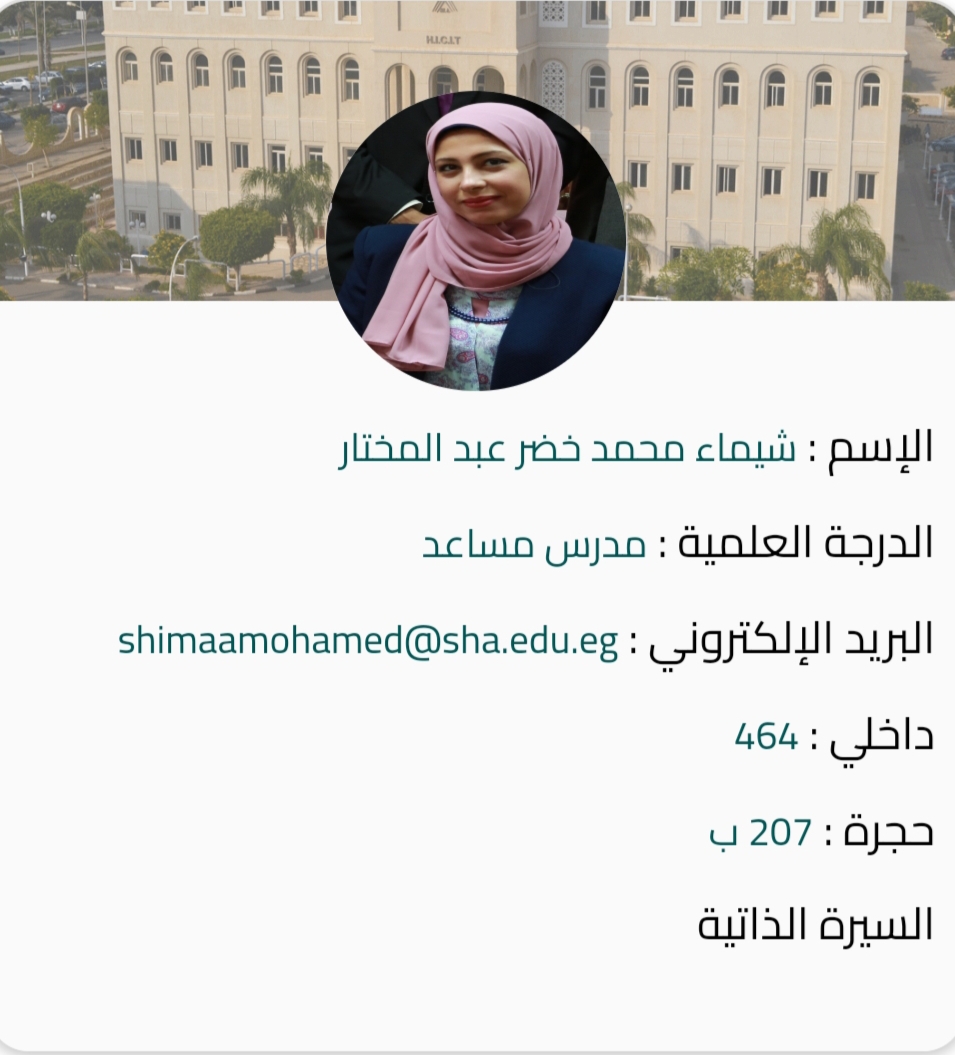 H.I.C.I.T
الإسم : شيماء محمد خضر عبد المختار
الدرجة العلمية : مدرس مساعد
البريد الإلكتروني : shimaamohamed@sha.edu.eg
داخلي : 464
حجرة : 207 ب
السيرة الذاتية